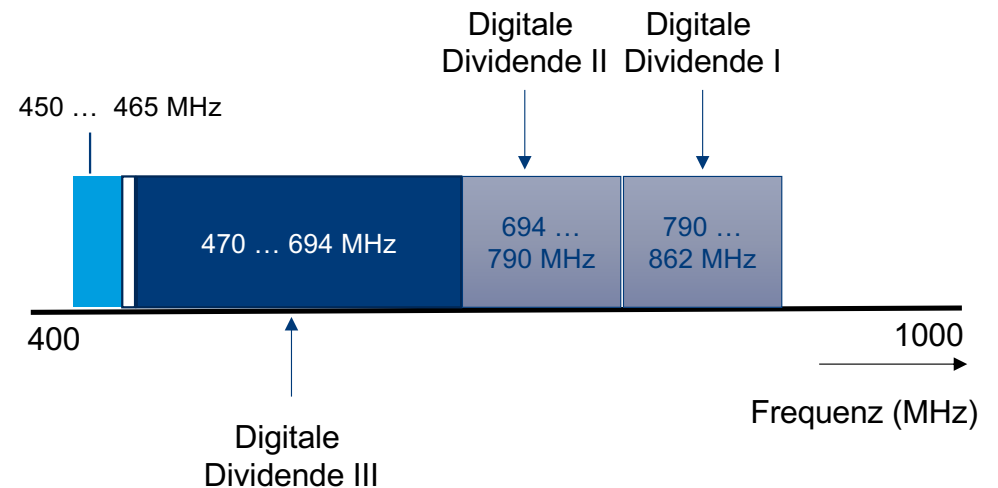 Digitale
Dividende II
Digitale
Dividende I
450 … 465 MHz
470 … 694 MHz
694 …
790 MHz
790 …
862 MHz
400
1000
Frequenz (MHz)
Digitale
Dividende III